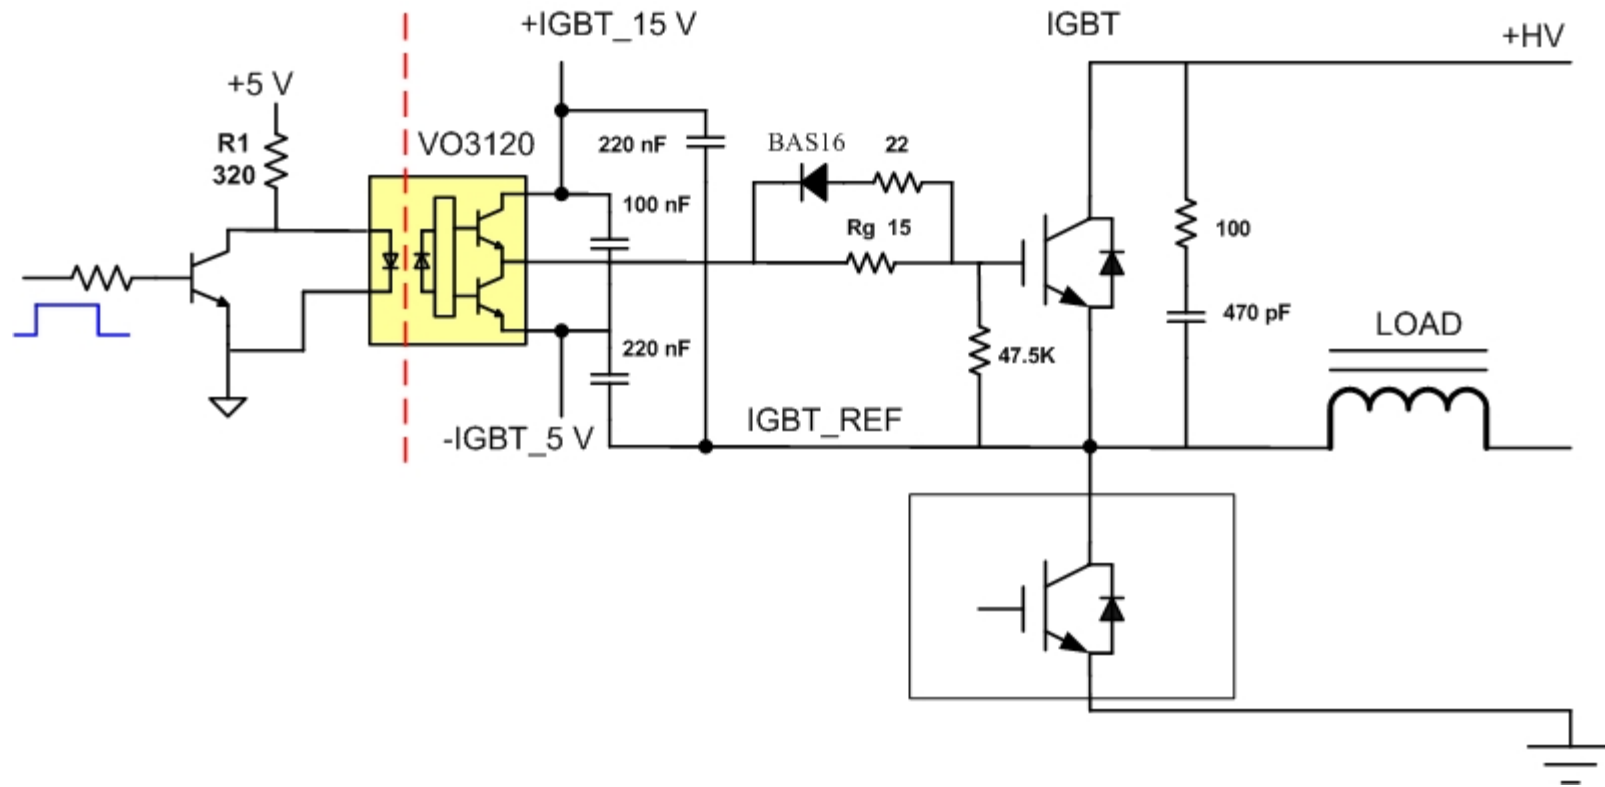 +IGBT_15 V
IGBT
+HV
+5 V
R1
320
VO3120
220 nF
BAS16
22
100 nF
Rg 15
100
470 pF
LOAD
220 nF
47.5K
IGBT_REF
-IGBT_5 V